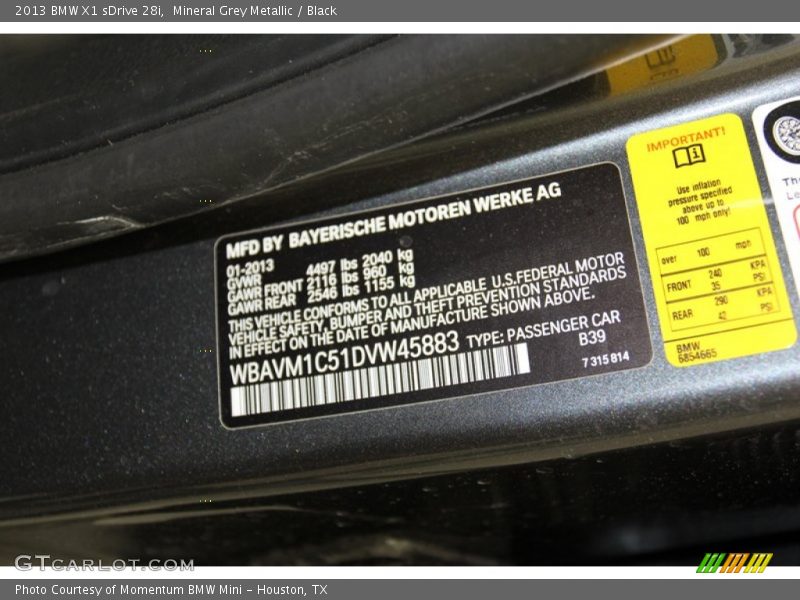 2013 BMW X1 sDrive 28i,  Mineral Grey Metallic / Black
MFD BY BAYERISCHE MOTOREN WERKE AG
01-2013
GVWR 4497 lbs 2040 kg
GAWR FRONT 2116 lbs 960 kg
GAWR REAR 2546 lbs 1155 kg
THIS VEHICLE CONFORMS TO ALL APPLICABLE U.S.FEDERAL MOTOR
VEHICLE SAFETY, BUMPER AND THEFT PREVENTION STANDARDS
IN EFFECT ON THE DATE OF MANUFACTURE SHOWN ABOVE.
WBAVM1C51DVW45883 TYPE: PASSENGER CAR
B39
7 315 814
IMPORTANT!
Use inflation
pressure specified
above up to
100 mph only!
over 100 mph
FRONT 240 KPA
35 PSI
REAR 290 KPA
42 PSI
BMW
6854665
GTCARLOT.COM
Photo Courtesy of Momentum BMW Mini - Houston, TX